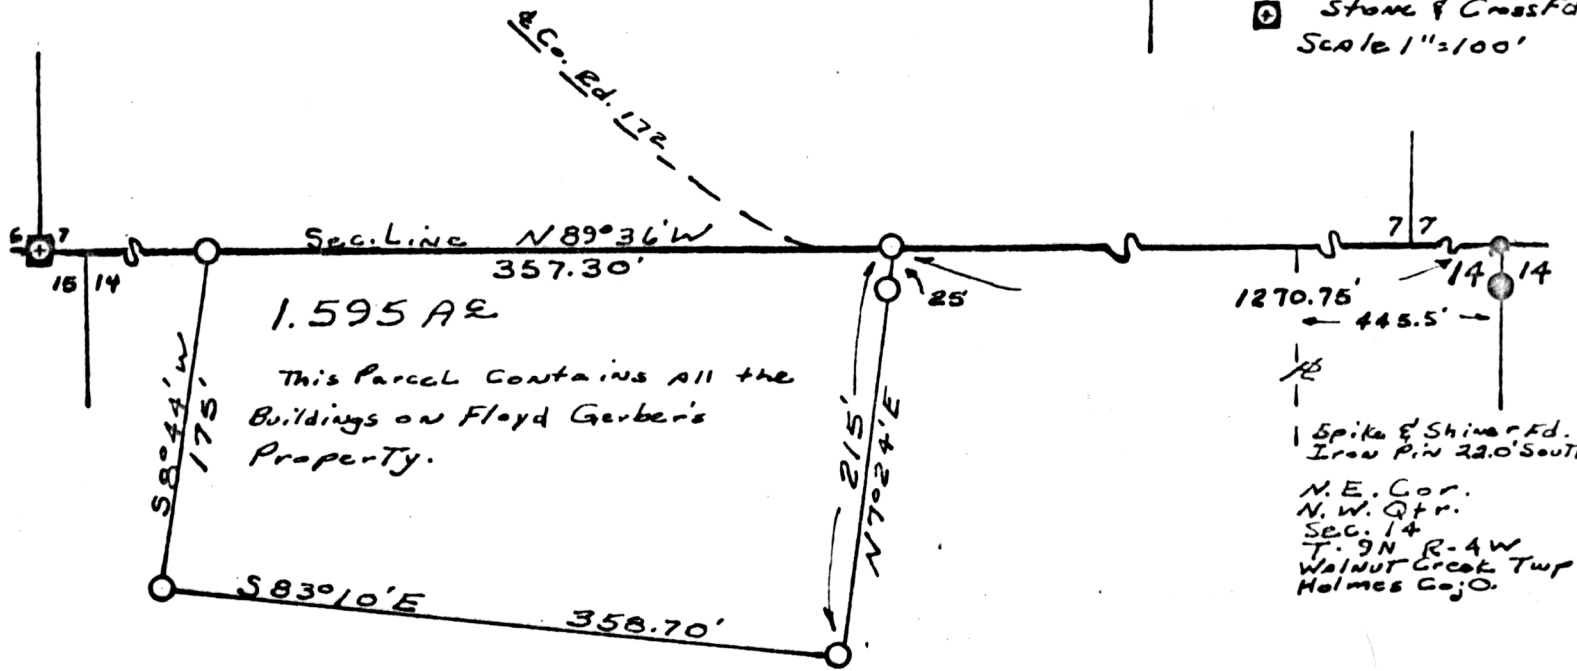 Stone & Cross Fd
Scale 1"=100'
℄ Co. Rd. 172
6 7
7 7
Sec. Line N89°36'W
357.30'
15 14
14 14
25'
1270.75'
445.5'
1.595 Ac
S8°44'W
175'
This Parcel Contains All the
Buildings on Floyd Gerber's
Property.
215'
N7°24'E
Spike & Shiner Fd.
Iron Pin 22.0' South
N.E. Cor.
N.W. Qtr.
Sec. 14
T. 9N R-4W
Walnut Creek Twp
Holmes Co; O.
S83°10'E
358.70'